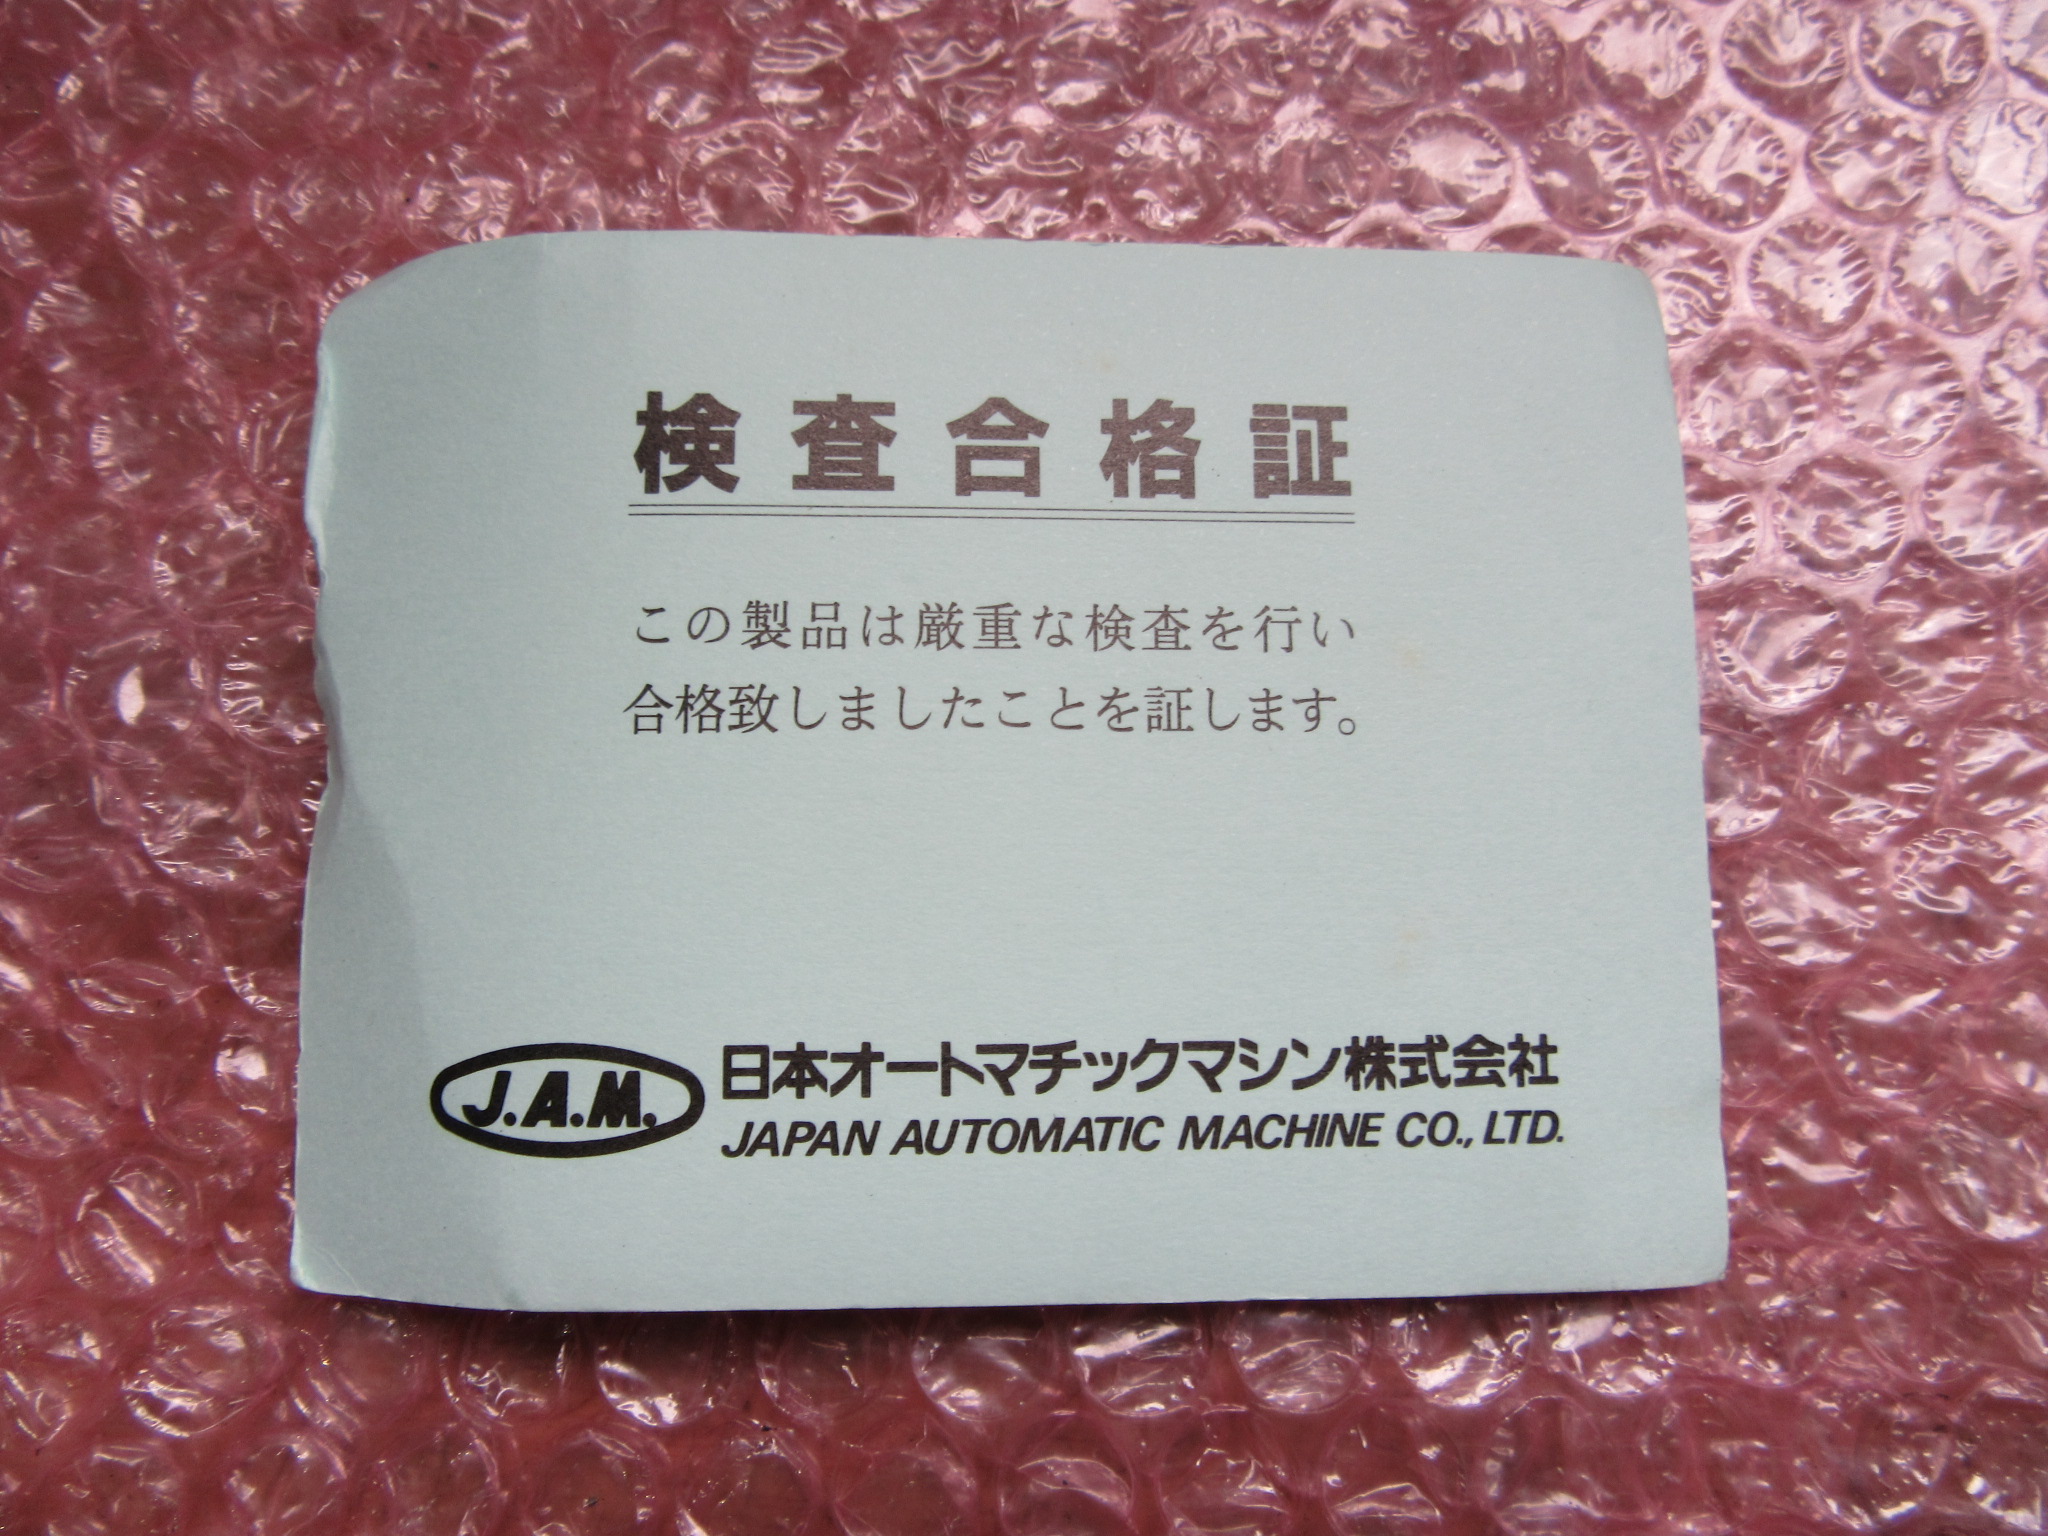 検査合格証
この製品は厳重な検査を行い
合格致しましたことを証します。
J.A.M.
日本オートマチックマシン株式会社
JAPAN AUTOMATIC MACHINE CO., LTD.